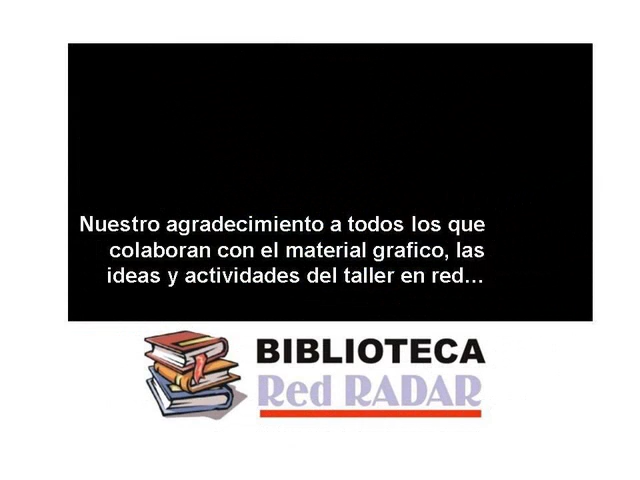 Nuestro agradecimiento a todos los que
colaboran con el material grafico, las
ideas y actividades del taller en red...
BIBLIOTECA
Red RADAR